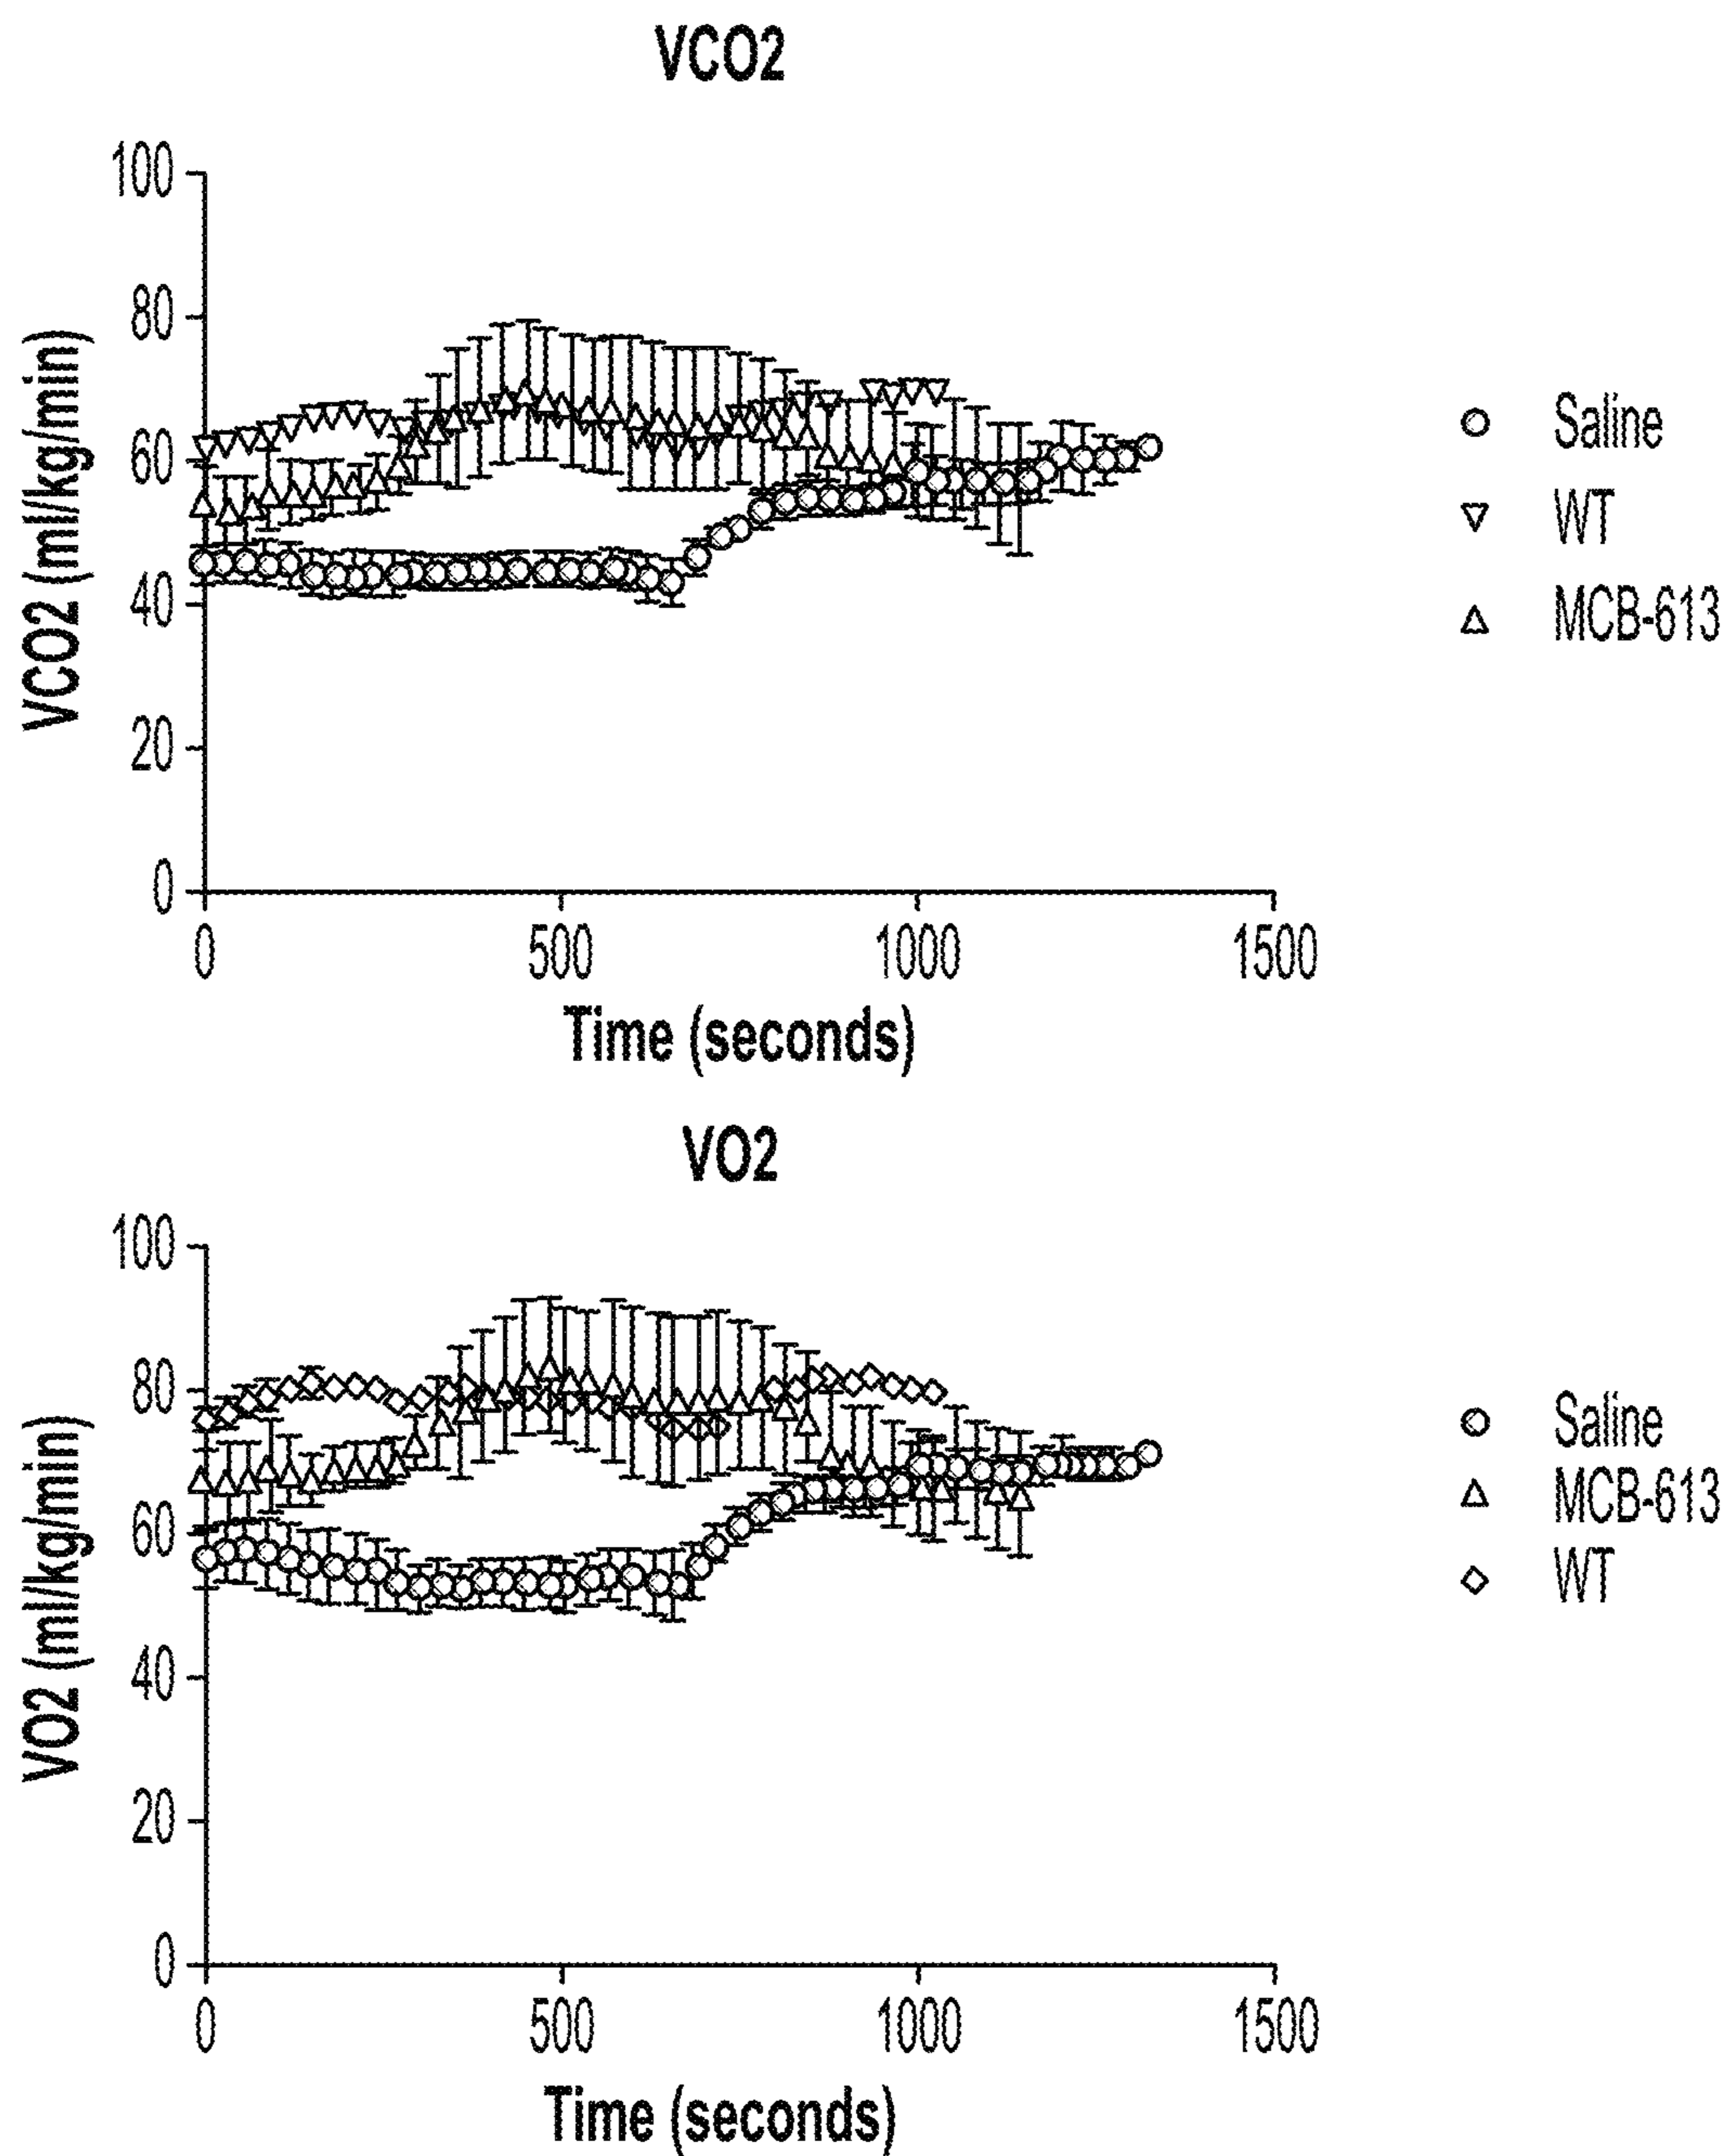 VCO2
100
80
60
40
20
0
VCO2 (ml/kg/min)
0 500 1000 1500
Time (seconds)
Saline
WT
MCB-613
VO2
100
80
60
40
20
0
VO2 (ml/kg/min)
0 500 1000 1500
Time (seconds)
Saline
MCB-613
WT